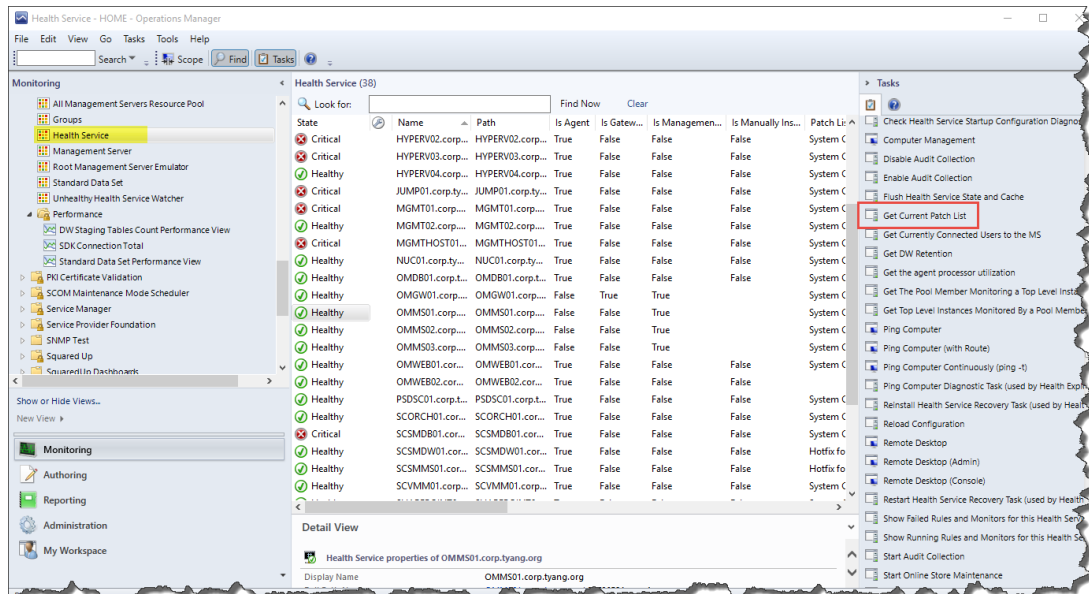 Health Service - HOME - Operations Manager
File Edit View Go Tasks Tools Help
Search Scope Find Tasks
Monitoring
All Management Servers Resource Pool
Groups
Health Service
Management Server
Root Management Server Emulator
Standard Data Set
Unhealthy Health Service Watcher
Performance
DW Staging Tables Count Performance View
SDK Connection Total
Standard Data Set Performance View
PKI Certificate Validation
SCOM Maintenance Mode Scheduler
Service Manager
Service Provider Foundation
SNMP Test
Squared Up
SquaredUp Dashboards
Show or Hide Views...
New View
Monitoring
Authoring
Reporting
Administration
My Workspace
Health Service (38)
Look for: Find Now Clear
State Name Path Is Agent Is Gatew... Is Managemen... Is Manually Ins... Patch Lis
Critical HYPERV02.corp... HYPERV02.corp... True False False False System C
Critical HYPERV03.corp... HYPERV03.corp... True False False False System C
Healthy HYPERV04.corp... HYPERV04.corp... True False False False System C
Critical JUMP01.corp.ty... JUMP01.corp.ty... True False False False System C
Critical MGMT01.corp.... MGMT01.corp.... True False False False System C
Healthy MGMT02.corp.... MGMT02.corp.... True False False False System C
Critical MGMTHOST01... MGMTHOST01... True False False False System C
Healthy NUC01.corp.ty... NUC01.corp.ty... True False False False System C
Healthy OMDB01.corp.t... OMDB01.corp.t... True False False False System C
Healthy OMGW01.corp.... OMGW01.corp.... False True True System C
Healthy OMMS01.corp.... OMMS01.corp.... False False True System C
Healthy OMMS02.corp.... OMMS02.corp.... False False True System C
Healthy OMMS03.corp.... OMMS03.corp.... False False True System C
Healthy OMWEB01.cor... OMWEB01.cor... True False False False System C
Healthy OMWEB02.cor... OMWEB02.cor... True False False False
Healthy PSDSC01.corp.t... PSDSC01.corp.t... True False False False System C
Healthy SCORCH01.cor... SCORCH01.cor... True False False False System C
Critical SCSMDB01.cor... SCSMDB01.cor... True False False False System C
Healthy SCSMDW01.cor... SCSMDW01.cor... True False False False Hotfix fo
Healthy SCSMMS01.cor... SCSMMS01.cor... True False False False Hotfix fo
Healthy SCVMM01.corp... SCVMM01.corp... True False False False System C
Detail View
Health Service properties of OMMS01.corp.tyang.org
Display Name OMMS01.corp.tyang.org
Tasks
Check Health Service Startup Configuration Diagnos
Computer Management
Disable Audit Collection
Enable Audit Collection
Flush Health Service State and Cache
Get Current Patch List
Get Currently Connected Users to the MS
Get DW Retention
Get the agent processor utilization
Get The Pool Member Monitoring a Top Level Insta
Get Top Level Instances Monitored By a Pool Membe
Ping Computer
Ping Computer (with Route)
Ping Computer Continuously (ping -t)
Ping Computer Diagnostic Task (used by Health Expl
Reinstall Health Service Recovery Task (used by Healt
Reload Configuration
Remote Desktop
Remote Desktop (Admin)
Remote Desktop (Console)
Restart Health Service Recovery Task (used by Health
Show Failed Rules and Monitors for this Health Serv
Show Running Rules and Monitors for this Health Se
Start Audit Collection
Start Online Store Maintenance